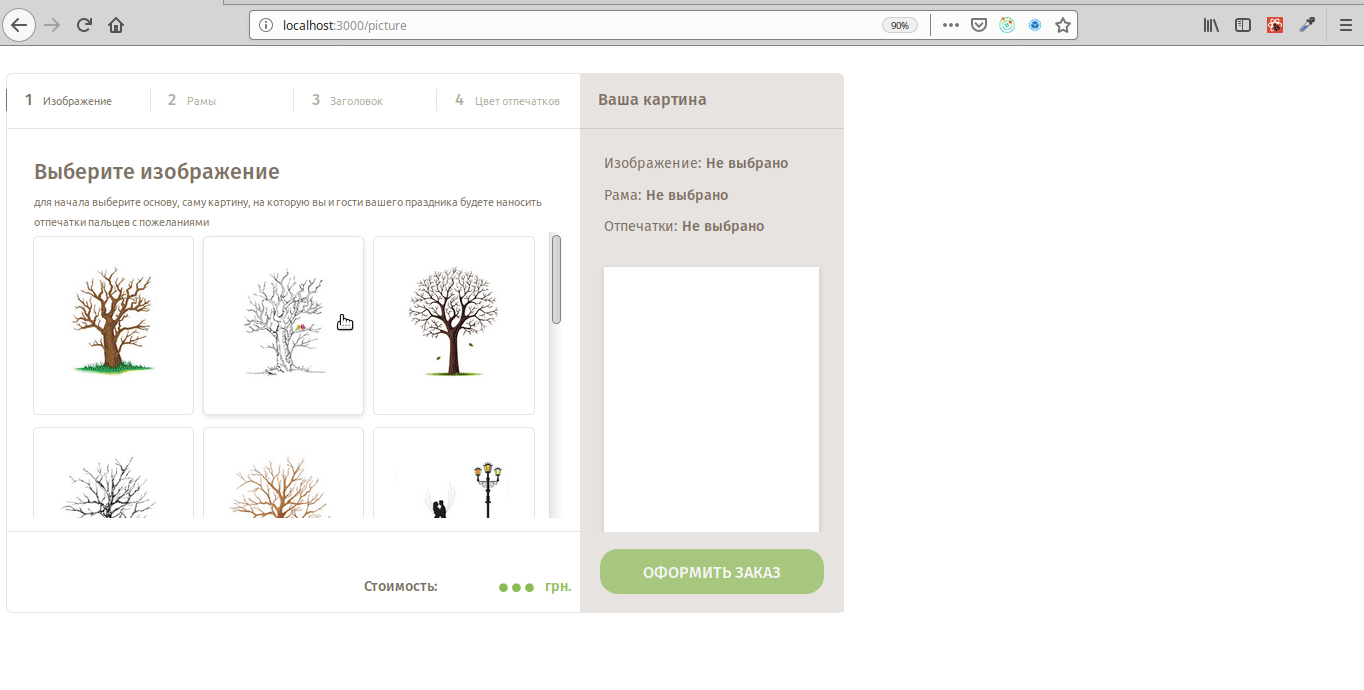 localhost:3000/picture
90%
1 Изображение
2 Рамы
3 Заголовок
4 Цвет отпечатков
Ваша картина
Выберите изображение
для начала выберите основу, саму картину, на которую вы и гости вашего праздника будете наносить
отпечатки пальцев с пожеланиями
Изображение: Не выбрано
Рама: Не выбрано
Отпечатки: Не выбрано
Стоимость:
грн.
ОФОРМИТЬ ЗАКАЗ